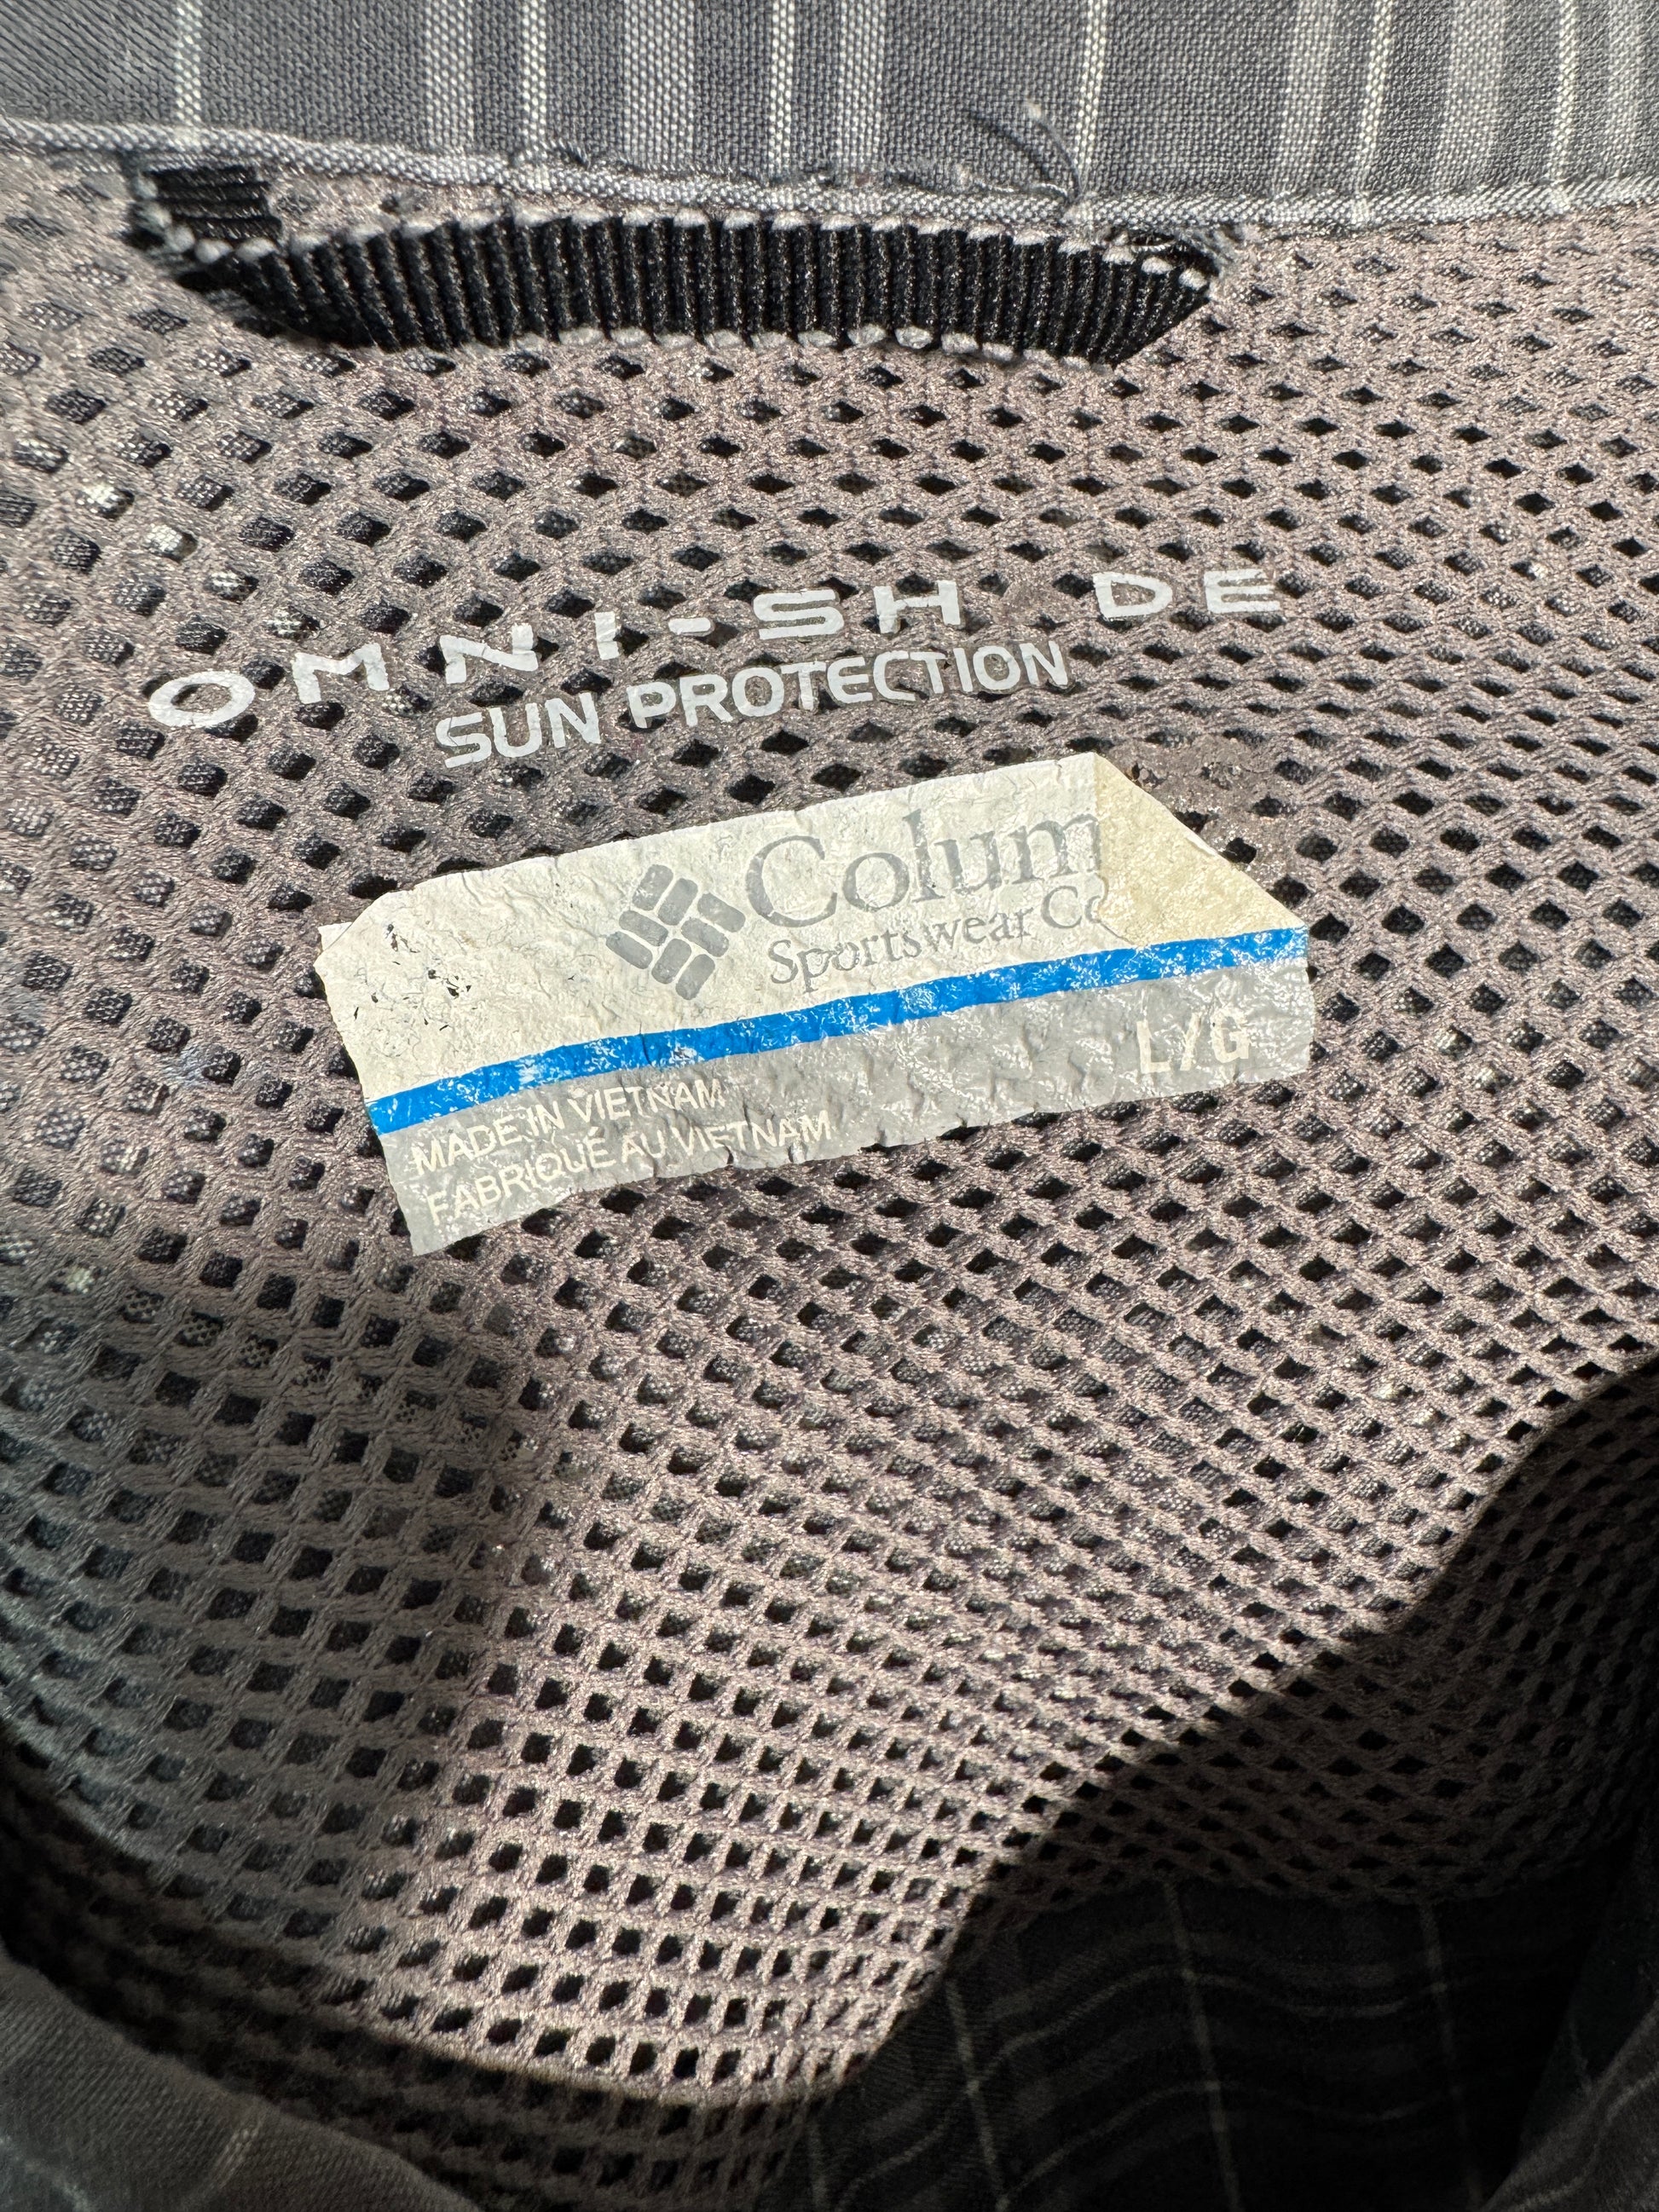 OMNI-SH DE
SUN PROTECTION
Colum
Sportswear Co
L/G
MADE IN VIETNAM
FABRIQUÉ AU VIETNAM